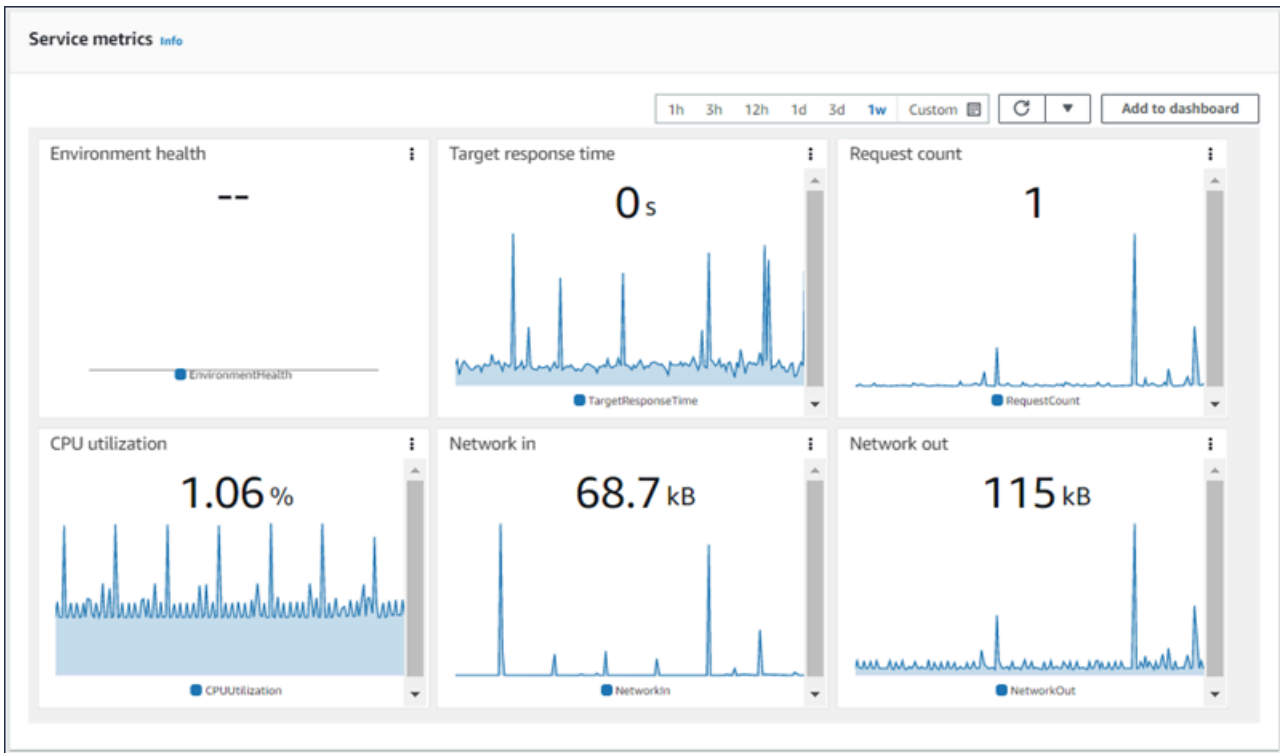 Service metrics Info
1h 3h 12h 1d 3d 1w Custom Add to dashboard
Environment health
--
EnvironmentHealth
Target response time
0 s
TargetResponseTime
Request count
1
RequestCount
CPU utilization
1.06 %
CPUUtilization
Network in
68.7 kB
NetworkIn
Network out
115 kB
NetworkOut